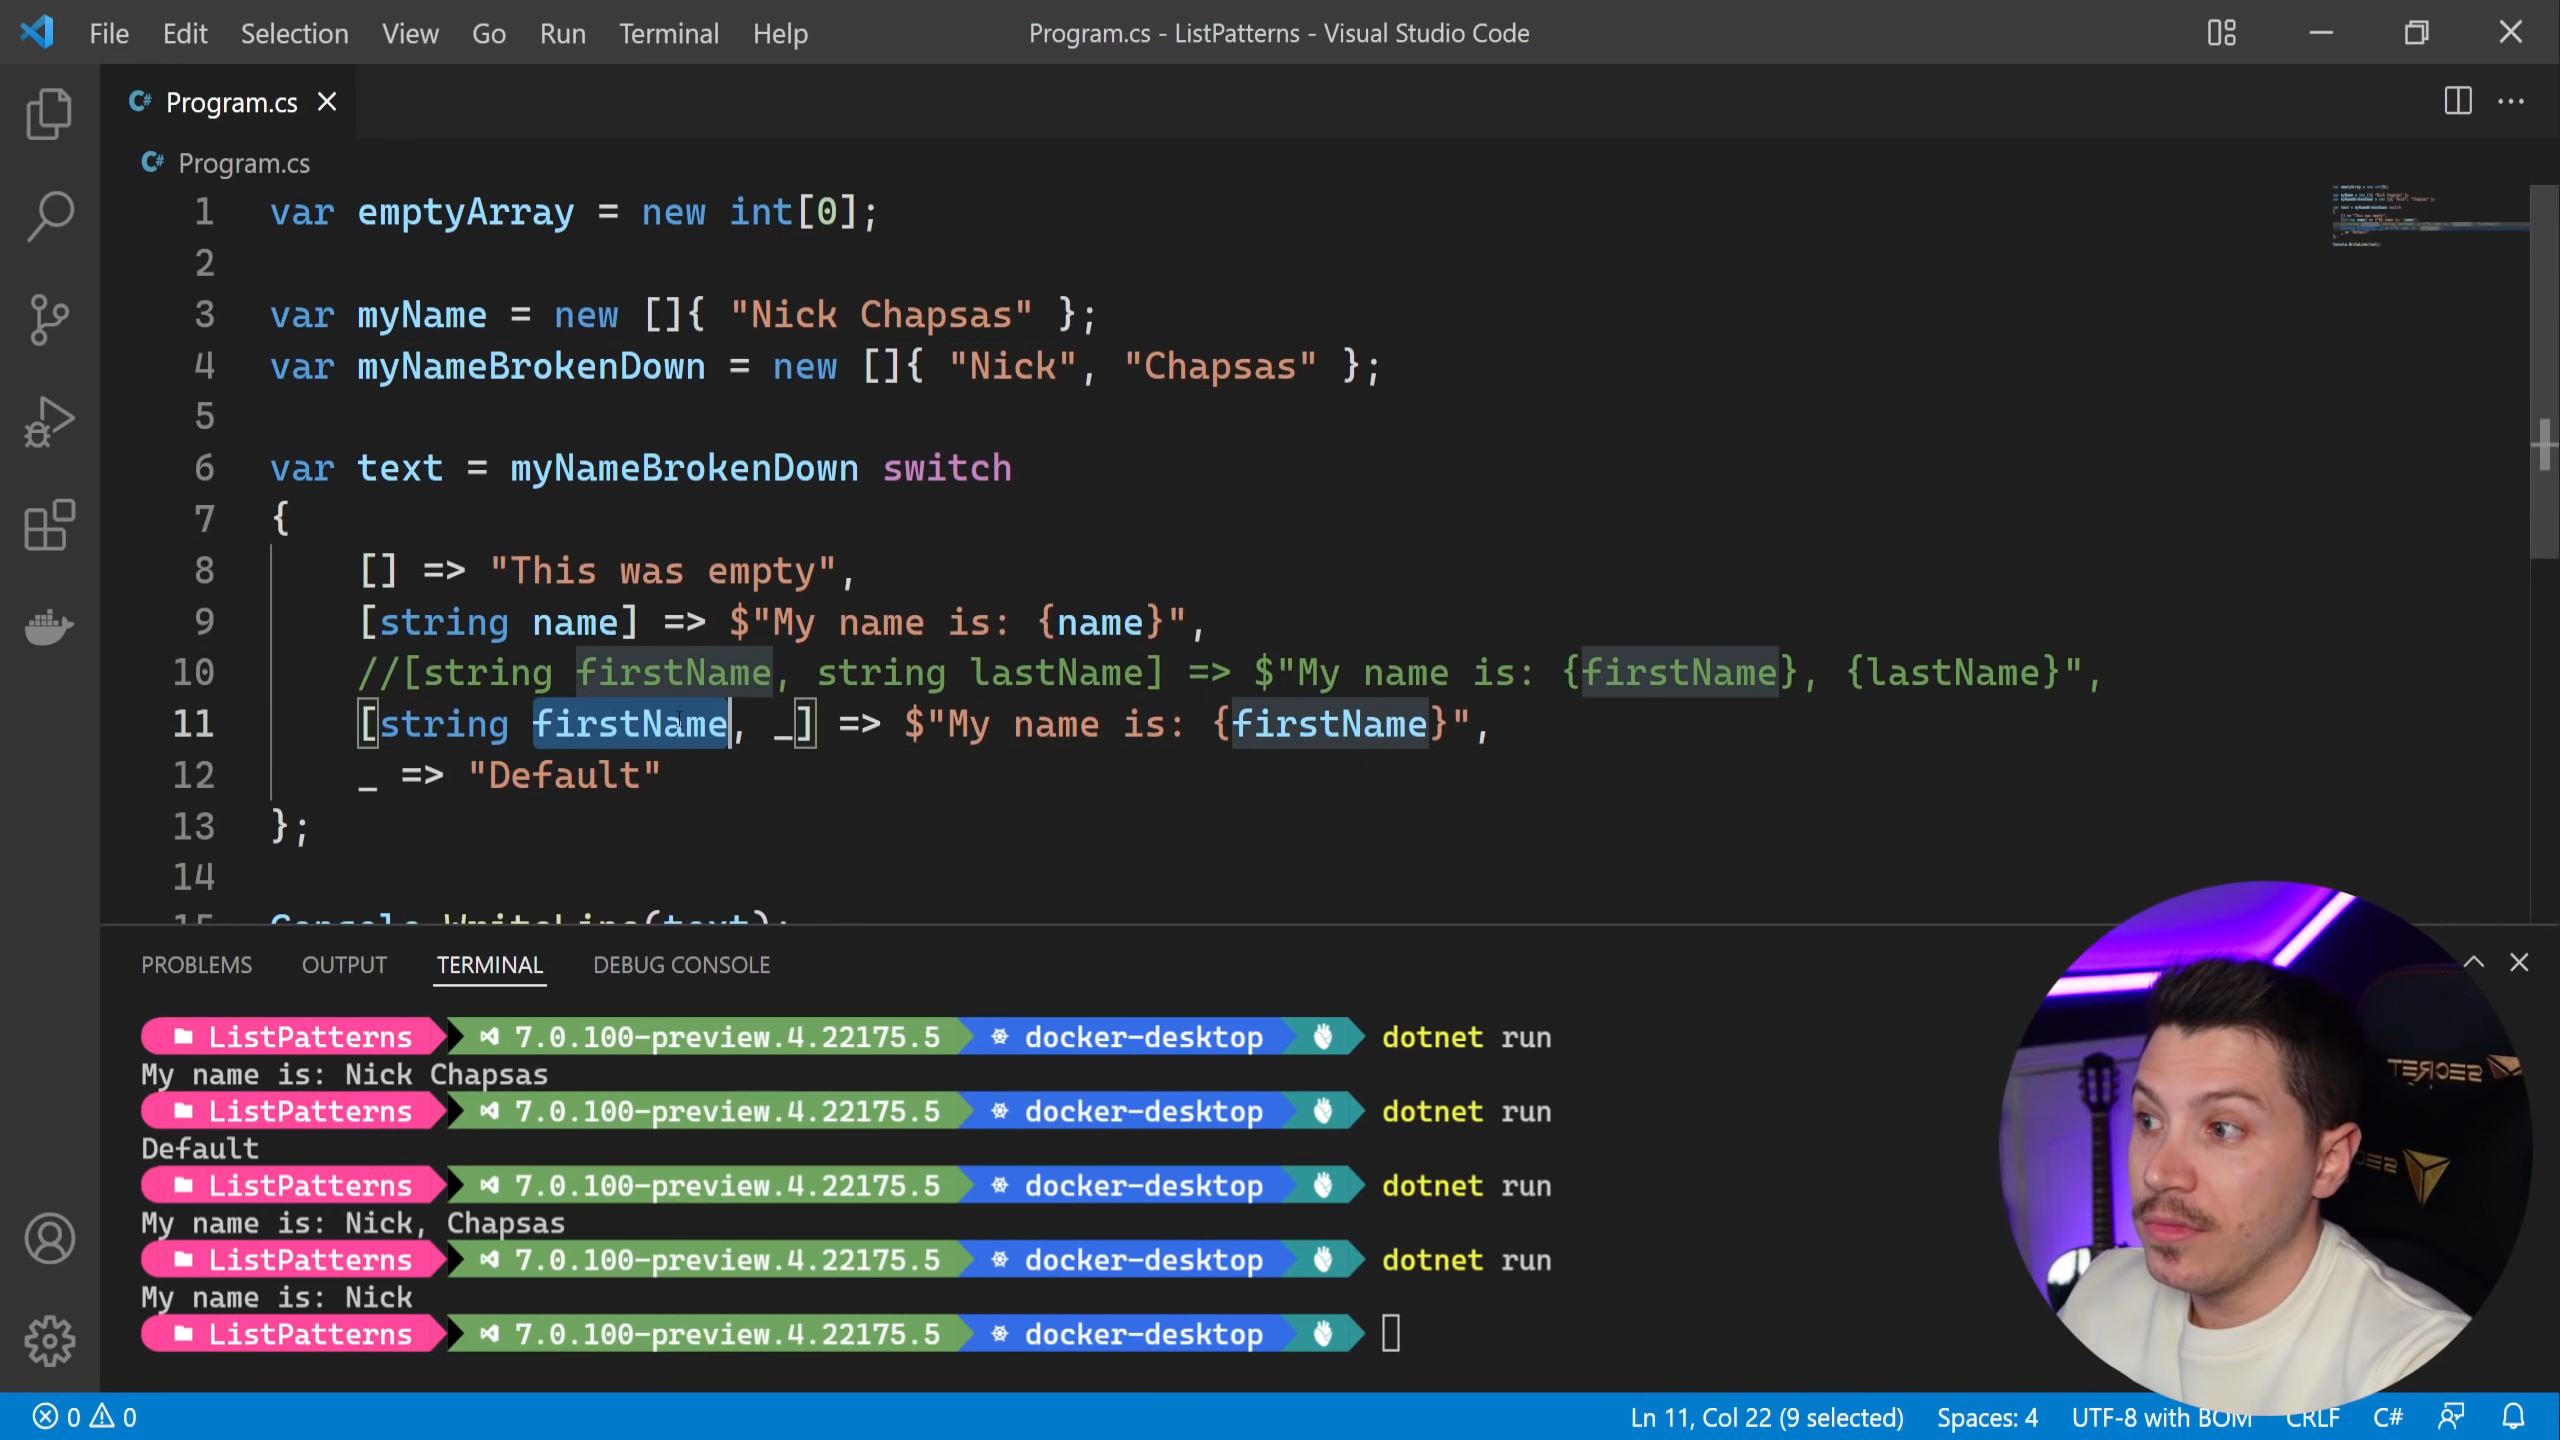 File Edit Selection View Go Run Terminal Help Program.cs - ListPatterns - Visual Studio Code
C# Program.cs
C# Program.cs
1 var emptyArray = new int[0];
2
3 var myName = new []{ "Nick Chapsas" };
4 var myNameBrokenDown = new []{ "Nick", "Chapsas" };
5
6 var text = myNameBrokenDown switch
7 {
8 [] => "This was empty",
9 [string name] => $"My name is: {name}",
10 //[string firstName, string lastName] => $"My name is: {firstName}, {lastName}",
11 [string firstName, _] => $"My name is: {firstName}",
12 _ => "Default"
13 };
14
15 Console.WriteLine(text);
PROBLEMS OUTPUT TERMINAL DEBUG CONSOLE
ListPatterns 7.0.100-preview.4.22175.5 docker-desktop dotnet run
My name is: Nick Chapsas
ListPatterns 7.0.100-preview.4.22175.5 docker-desktop dotnet run
Default
ListPatterns 7.0.100-preview.4.22175.5 docker-desktop dotnet run
My name is: Nick, Chapsas
ListPatterns 7.0.100-preview.4.22175.5 docker-desktop dotnet run
My name is: Nick
ListPatterns 7.0.100-preview.4.22175.5 docker-desktop
SECRET
0 0 Ln 11, Col 22 (9 selected) Spaces: 4 UTF-8 with BOM CRLF C#